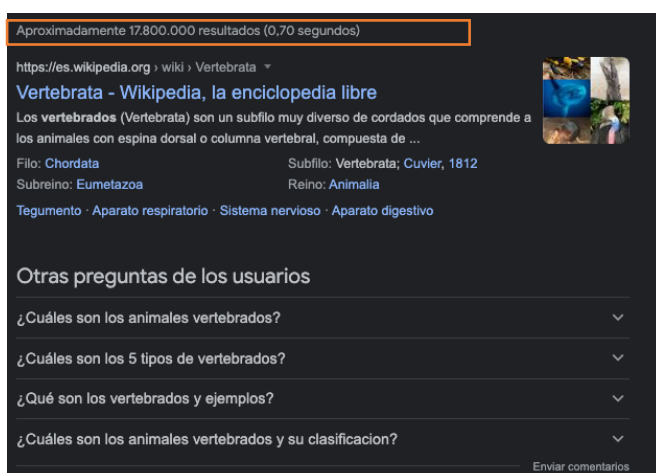 Aproximadamente 17.800.000 resultados (0,70 segundos)
https://es.wikipedia.org › wiki › Vertebrata
Vertebrata - Wikipedia, la enciclopedia libre
Los vertebrados (Vertebrata) son un subfilo muy diverso de cordados que comprende a
los animales con espina dorsal o columna vertebral, compuesta de ...
Filo: Chordata
Subfilo: Vertebrata; Cuvier, 1812
Subreino: Eumetazoa
Reino: Animalia
Tegumento · Aparato respiratorio · Sistema nervioso · Aparato digestivo
Otras preguntas de los usuarios
¿Cuáles son los animales vertebrados?
¿Cuáles son los 5 tipos de vertebrados?
¿Qué son los vertebrados y ejemplos?
¿Cuáles son los animales vertebrados y su clasificacion?
Enviar comentarios